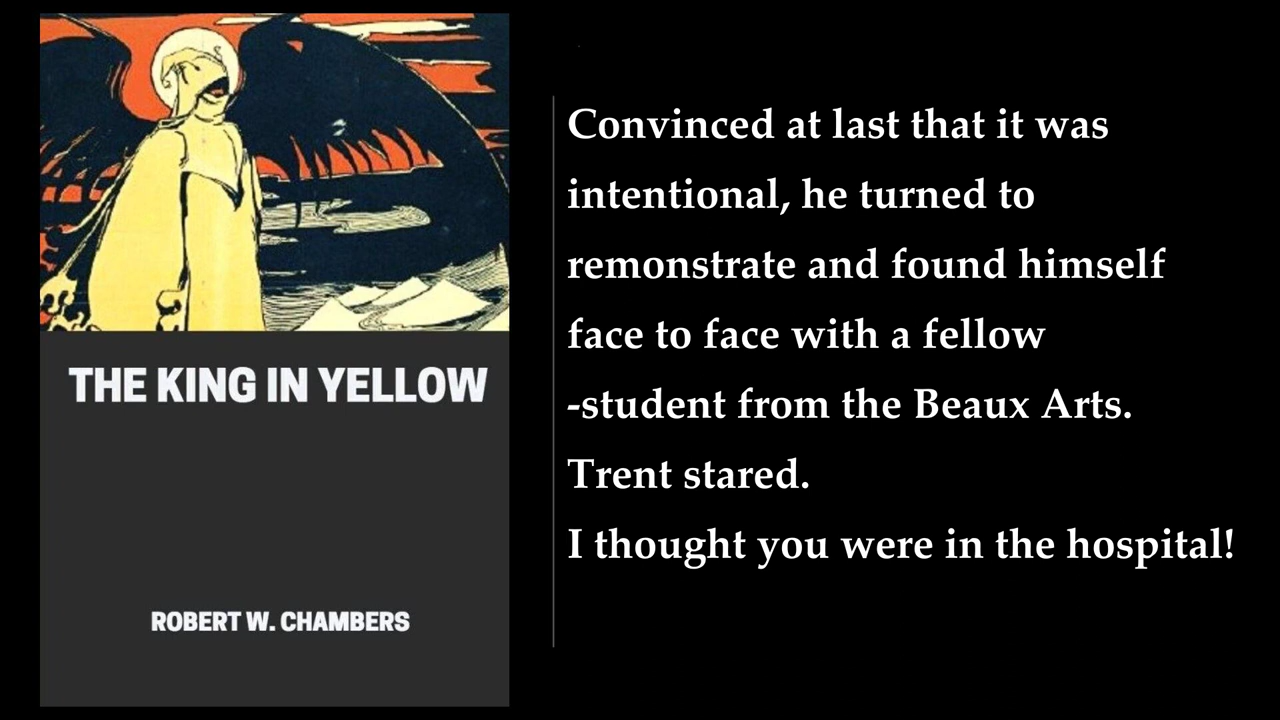 THE KING IN YELLOW
ROBERT W. CHAMBERS
Convinced at last that it was
intentional, he turned to
remonstrate and found himself
face to face with a fellow
-student from the Beaux Arts.
Trent stared.
I thought you were in the hospital!